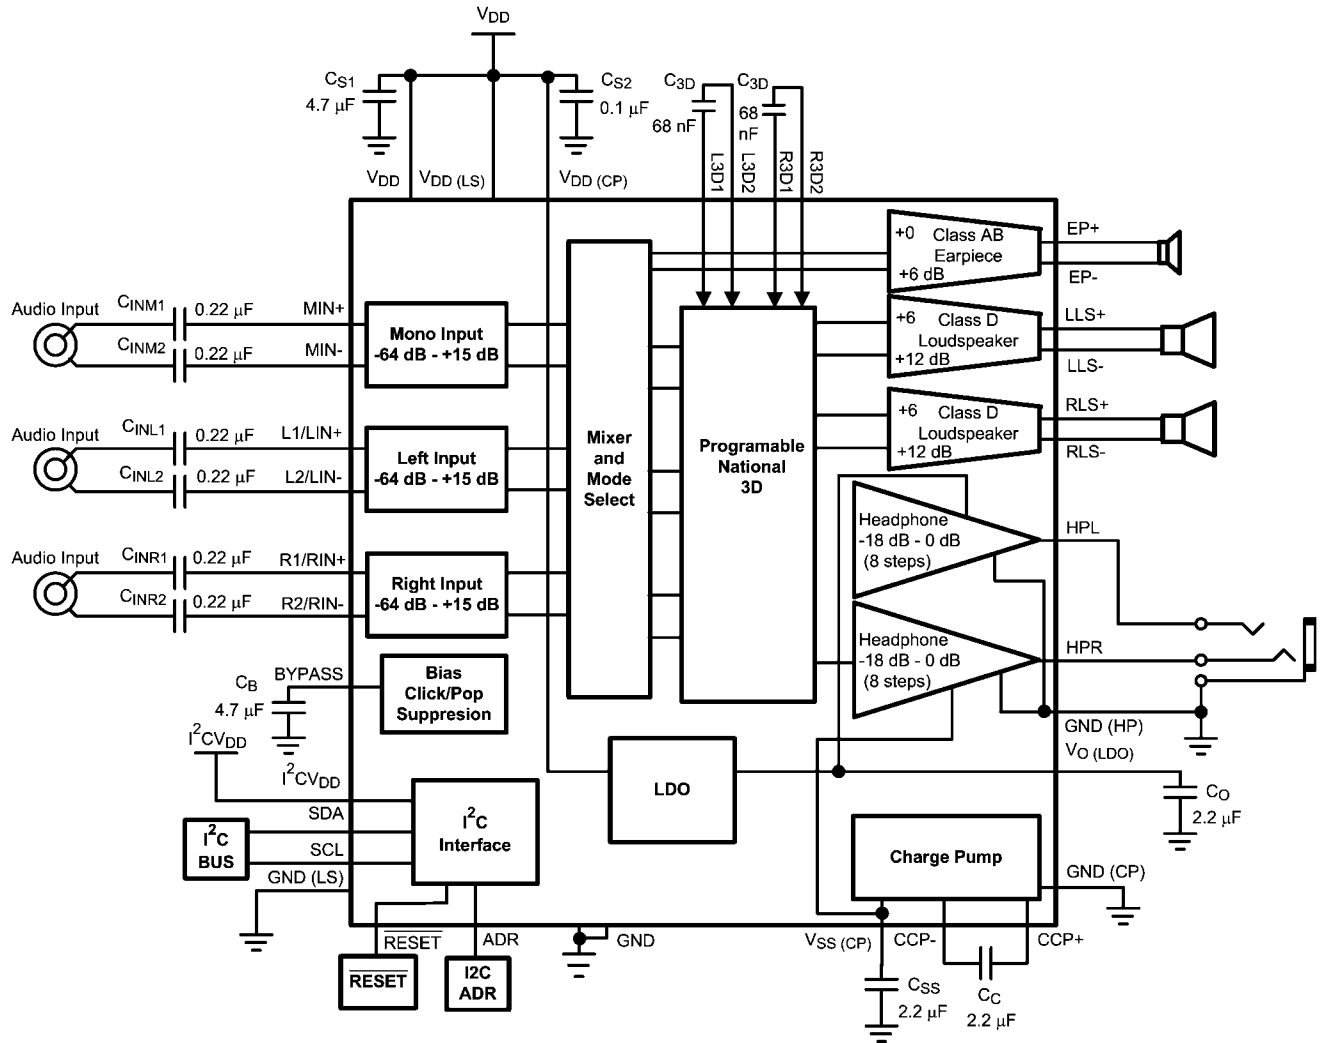 VDD
CS1
4.7 µF
CS2
0.1 µF
C3D
68 nF
C3D
68
nF
VDD
VDD (LS)
VDD (CP)
L3D1
L3D2
R3D1
R3D2
+0
Class AB
Earpiece
+6 dB
EP+
EP-
+6
Class D
Loudspeaker
+12 dB
LLS+
LLS-
+6
Class D
Loudspeaker
+12 dB
RLS+
RLS-
Audio Input
CINM1
0.22 µF
MIN+
CINM2
0.22 µF
MIN-
Mono Input
-64 dB - +15 dB
Audio Input
CINL1
0.22 µF
L1/LIN+
CINL2
0.22 µF
L2/LIN-
Left Input
-64 dB - +15 dB
Audio Input
CINR1
0.22 µF
R1/RIN+
CINR2
0.22 µF
R2/RIN-
Right Input
-64 dB - +15 dB
Mixer
and
Mode
Select
Programable
National
3D
Headphone
-18 dB - 0 dB
(8 steps)
HPL
Headphone
-18 dB - 0 dB
(8 steps)
HPR
GND (HP)
VO (LDO)
CO
2.2 µF
BYPASS
CB
4.7 µF
Bias
Click/Pop
Suppresion
I²CVDD
I²CVDD
SDA
SCL
I²C
BUS
I²C
Interface
GND (LS)
LDO
Charge Pump
GND (CP)
RESET
ADR
GND
VSS (CP)
CCP-
CCP+
RESET
I2C
ADR
CSS
2.2 µF
CC
2.2 µF